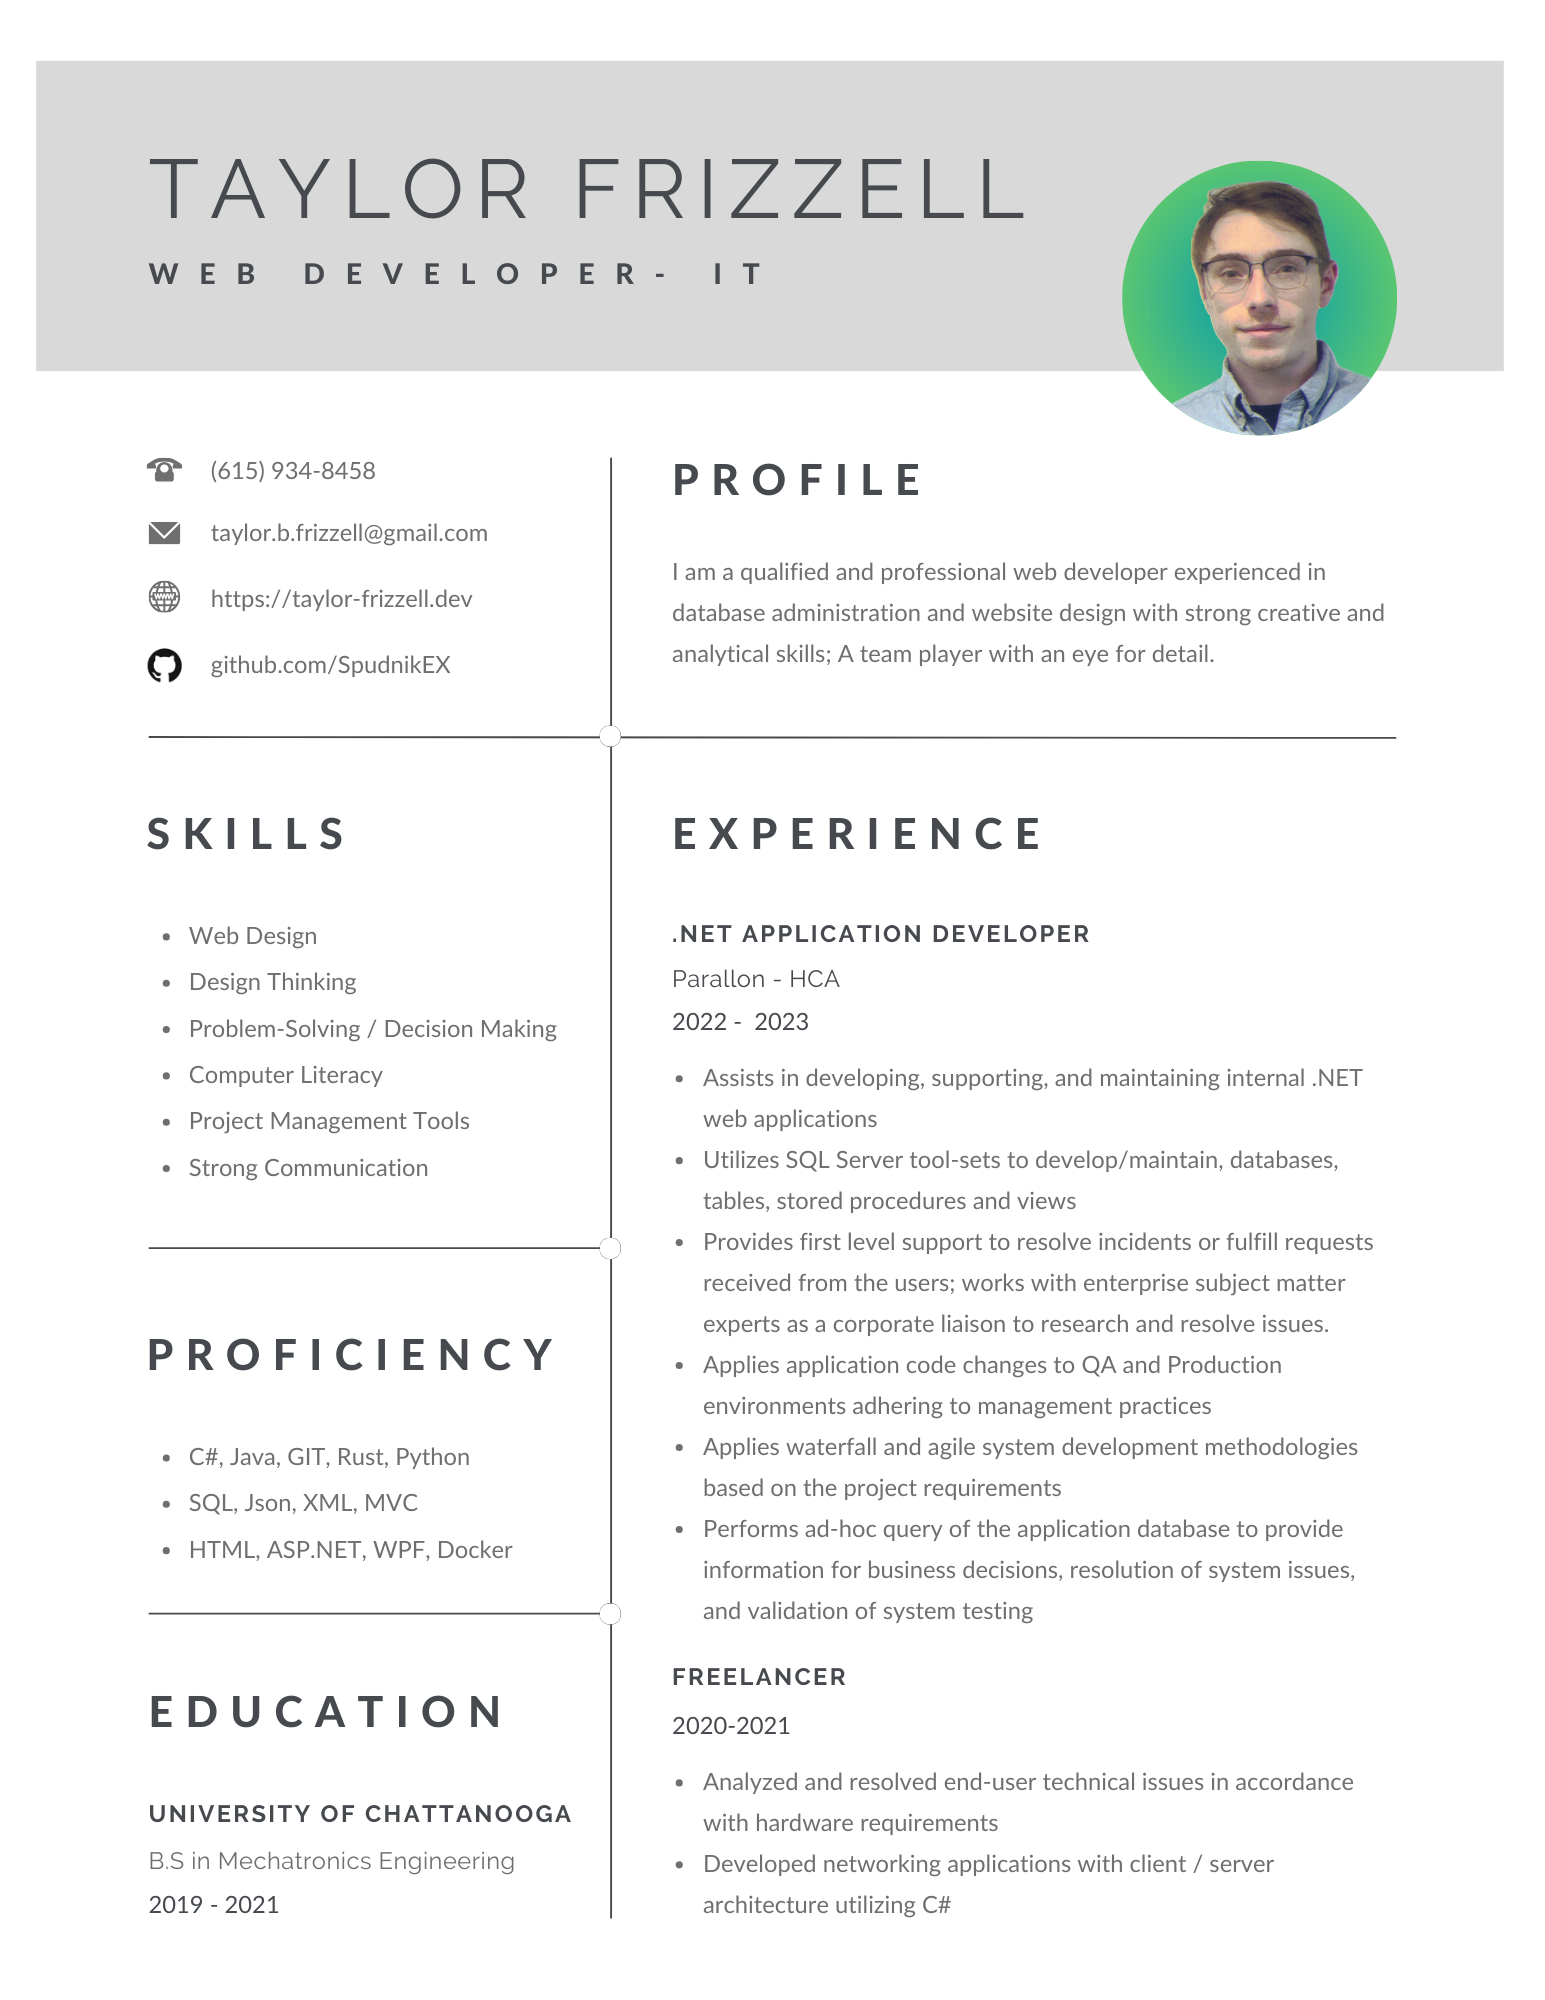 TAYLOR FRIZZELL
WEB DEVELOPER- IT
(615) 934-8458
taylor.b.frizzell@gmail.com
https://taylor-frizzell.dev
github.com/SpudnikEX
PROFILE
I am a qualified and professional web developer experienced in
database administration and website design with strong creative and
analytical skills; A team player with an eye for detail.
SKILLS
• Web Design
• Design Thinking
• Problem-Solving / Decision Making
• Computer Literacy
• Project Management Tools
• Strong Communication
PROFICIENCY
• C#, Java, GIT, Rust, Python
• SQL, Json, XML, MVC
• HTML, ASP.NET, WPF, Docker
EDUCATION
UNIVERSITY OF CHATTANOOGA
B.S in Mechatronics Engineering
2019 - 2021
EXPERIENCE
.NET APPLICATION DEVELOPER
Parallon - HCA
2022 - 2023
• Assists in developing, supporting, and maintaining internal .NET
web applications
• Utilizes SQL Server tool-sets to develop/maintain, databases,
tables, stored procedures and views
• Provides first level support to resolve incidents or fulfill requests
received from the users; works with enterprise subject matter
experts as a corporate liaison to research and resolve issues.
• Applies application code changes to QA and Production
environments adhering to management practices
• Applies waterfall and agile system development methodologies
based on the project requirements
• Performs ad-hoc query of the application database to provide
information for business decisions, resolution of system issues,
and validation of system testing
FREELANCER
2020-2021
• Analyzed and resolved end-user technical issues in accordance
with hardware requirements
• Developed networking applications with client / server
architecture utilizing C#